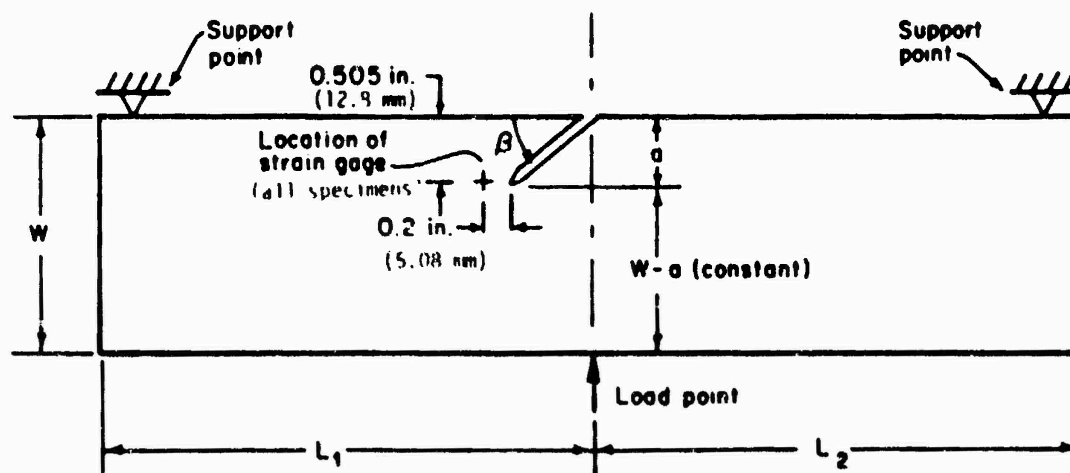 Support
point
Support
point
0.505 in.
(12.8 mm)
Location of
strain gage
(all specimens)
β
a
W
0.2 in.
(5.08 mm)
W-a (constant)
Load point
L₁
L₂